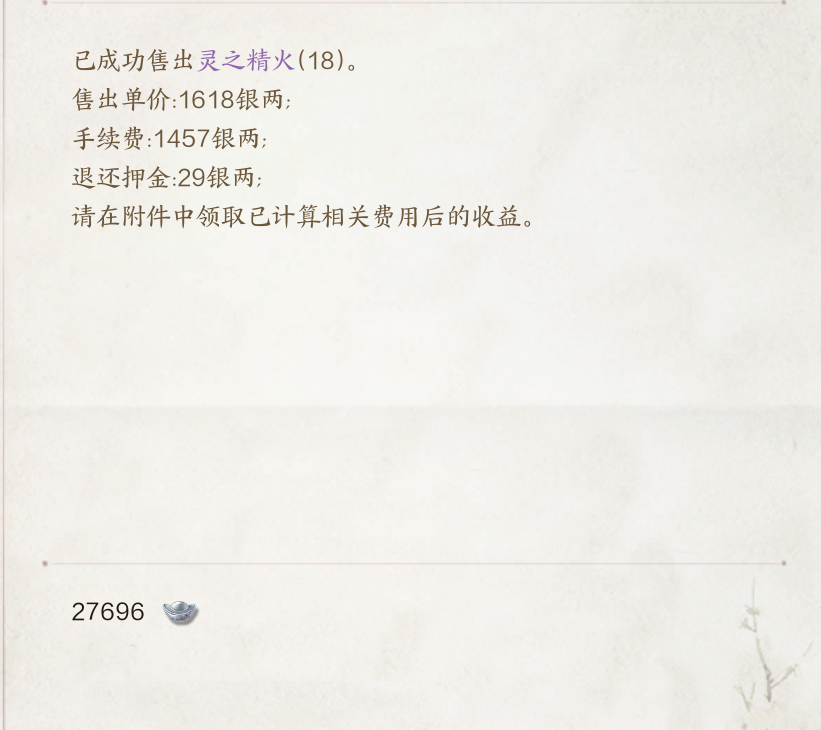 已成功售出灵之精火(18)。
售出单价:1618银两;
手续费:1457银两;
退还押金:29银两;
请在附件中领取已计算相关费用后的收益。
27696